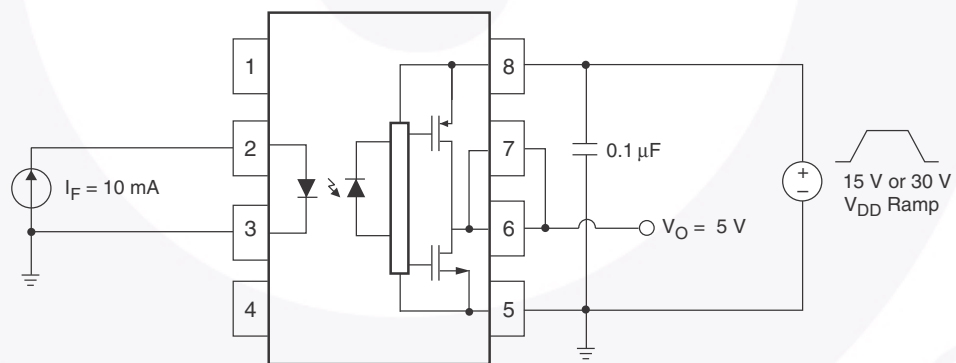 1
2
3
4
8
7
6
5
I_F = 10 mA
0.1 μF
+
–
15 V or 30 V
V_DD Ramp
V_O = 5 V